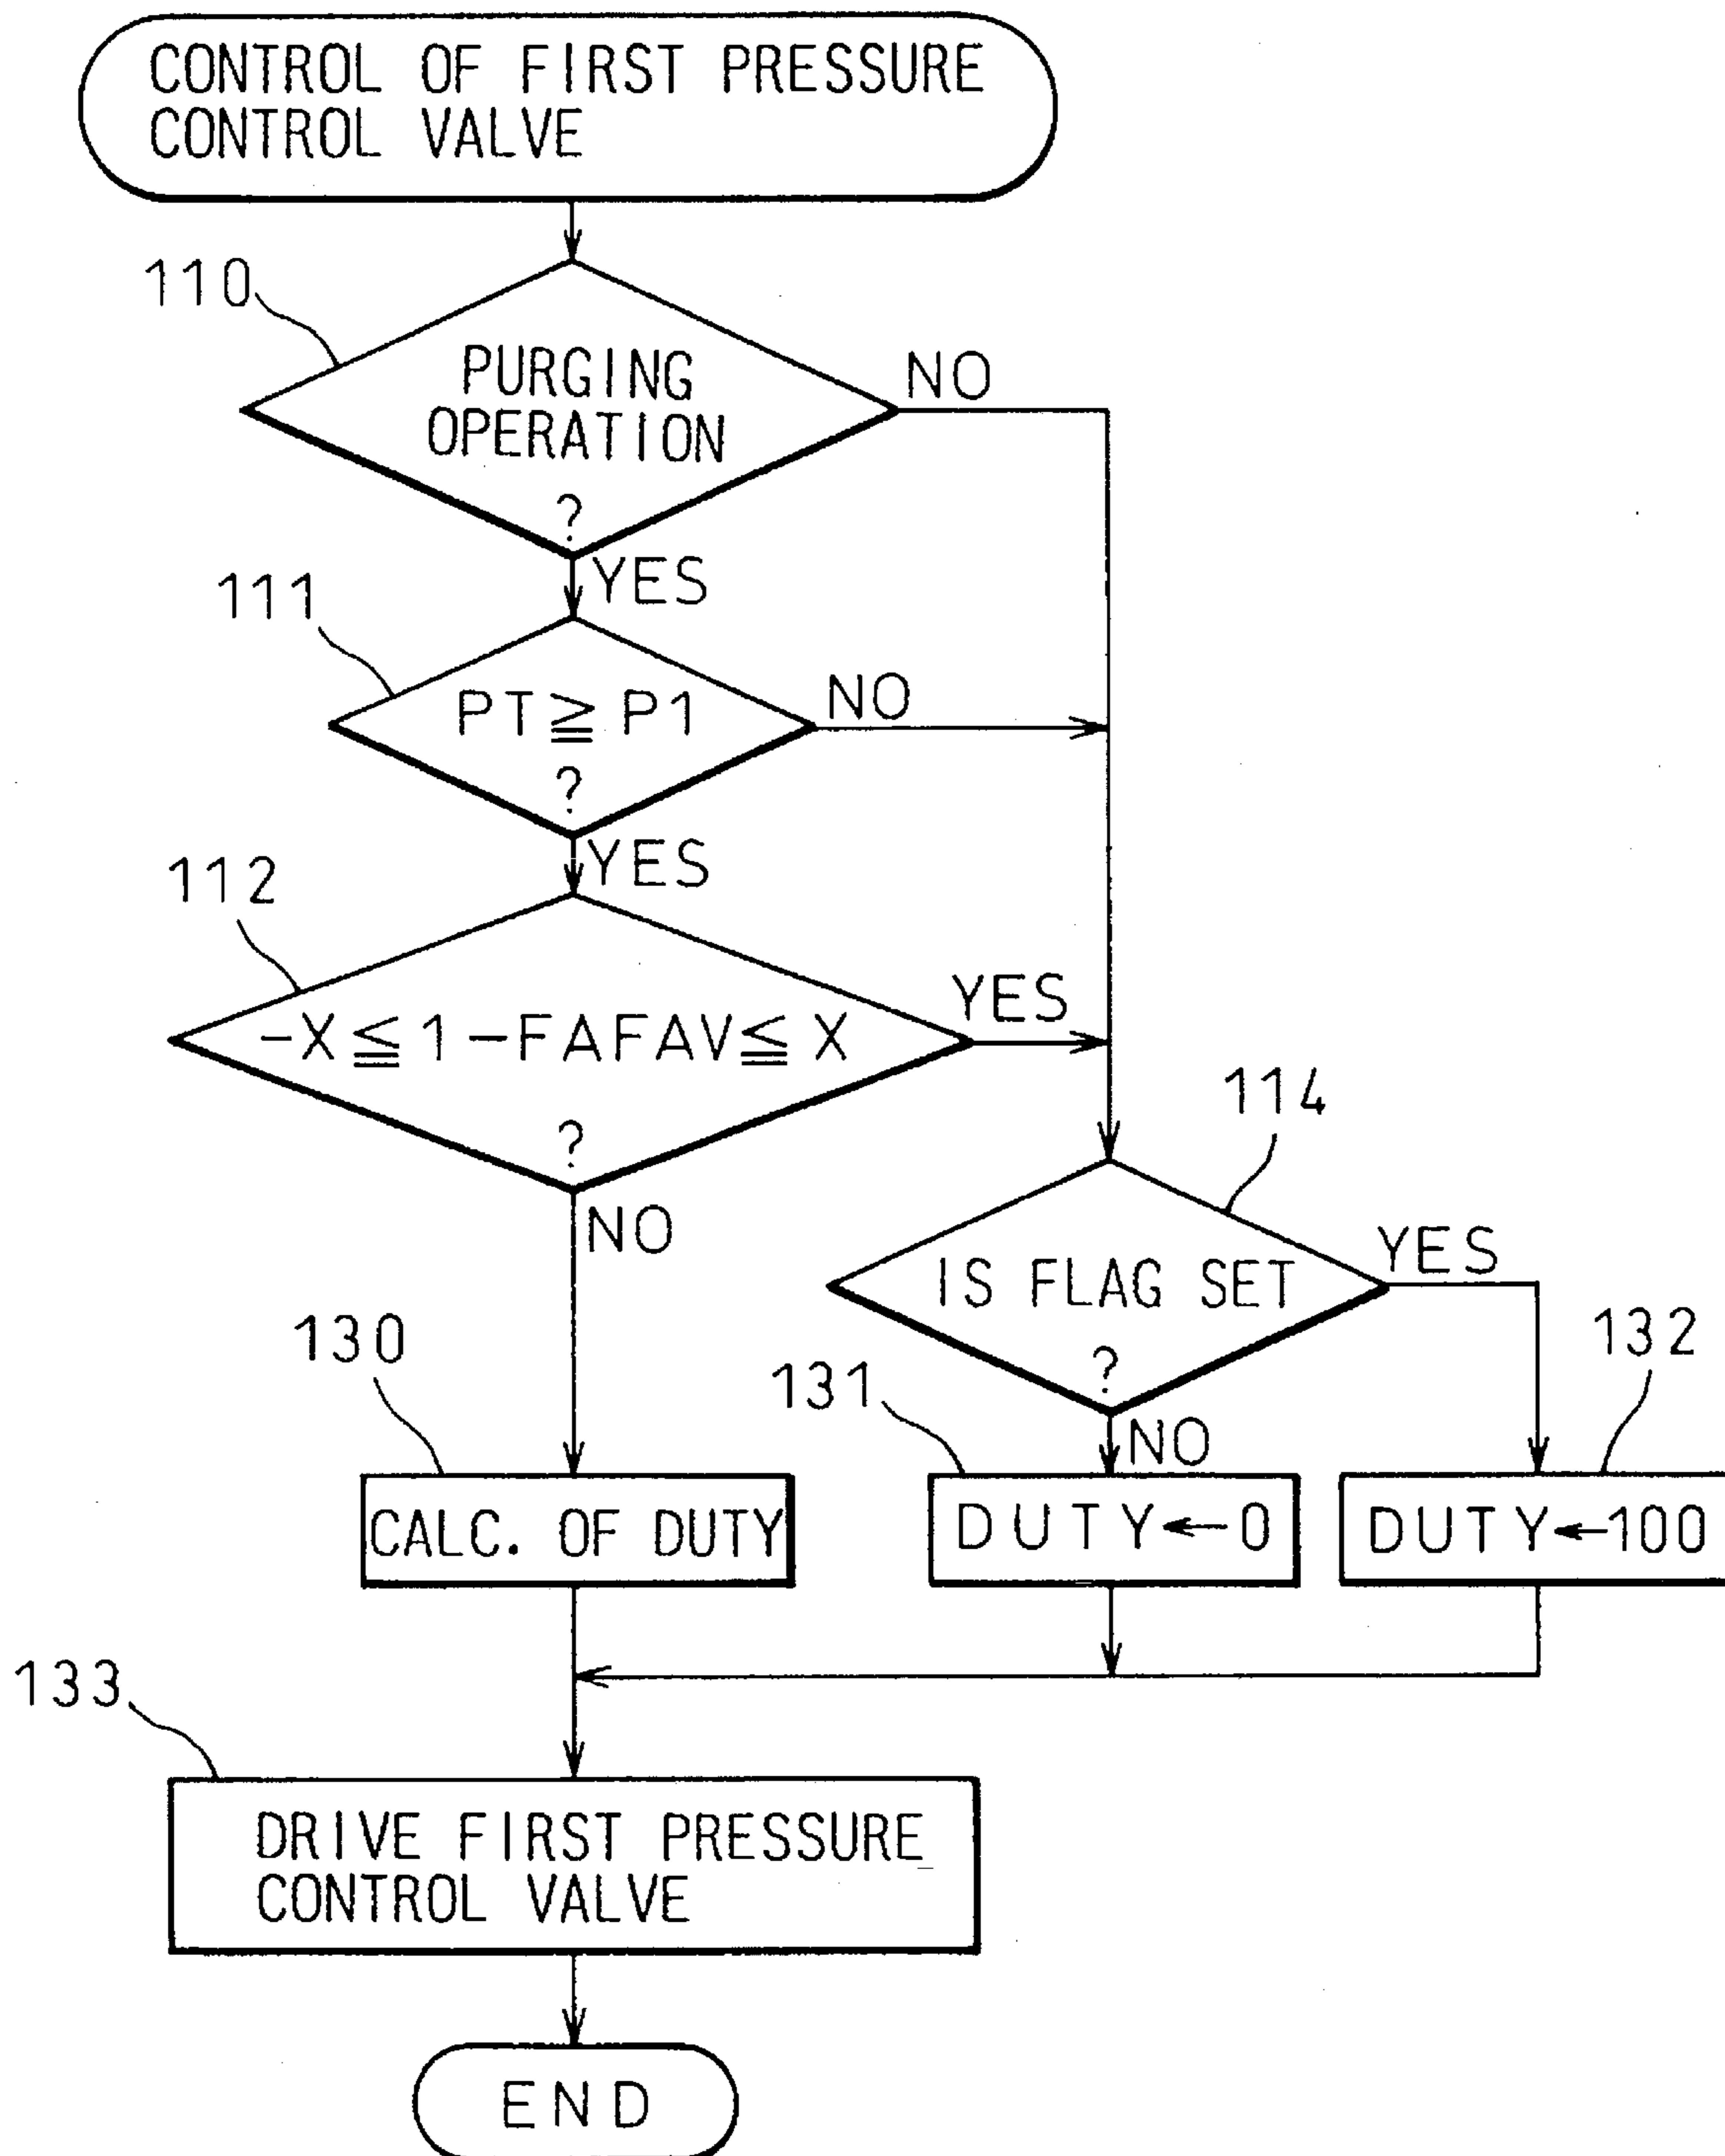 CONTROL OF FIRST PRESSURE
CONTROL VALVE
110
PURGING
OPERATION
?
NO
YES
111
PT ≧ P1
?
NO
YES
112
-X ≦ 1-FAFAV ≦ X
?
YES
NO
114
IS FLAG SET
?
YES
NO
130
CALC. OF DUTY
131
DUTY←0
132
DUTY←100
133
DRIVE FIRST PRESSURE
CONTROL VALVE
END